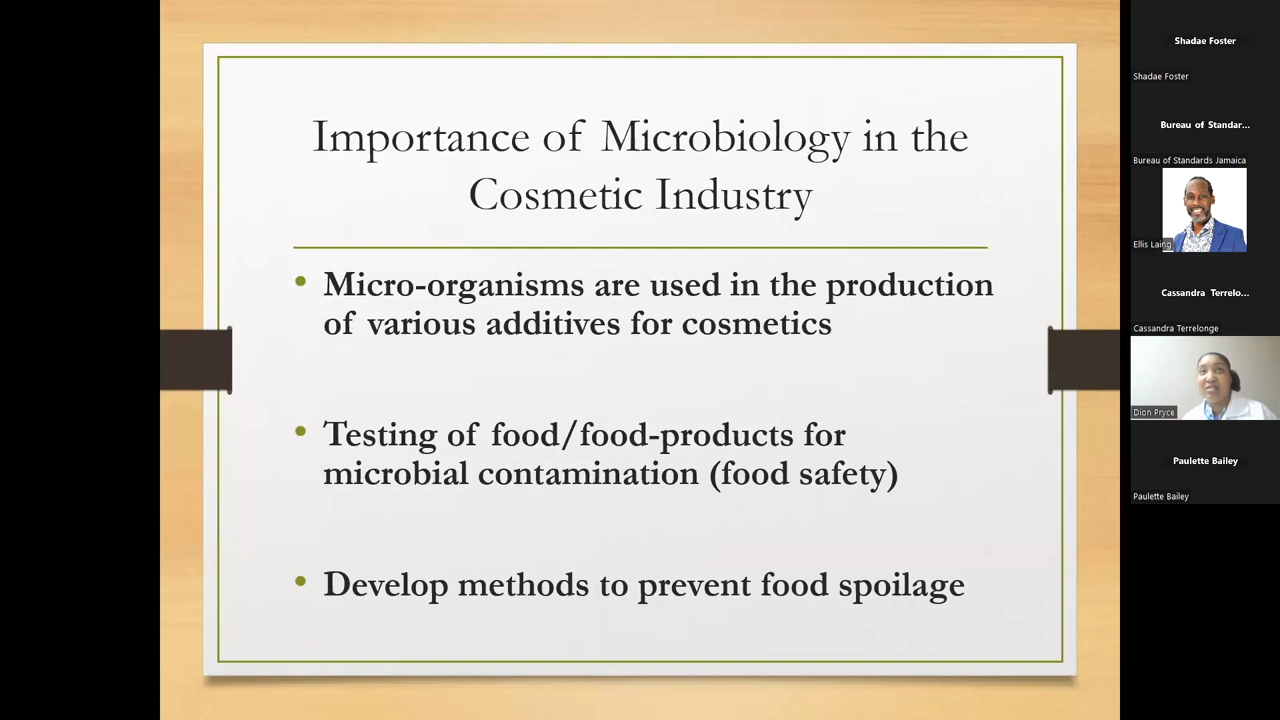 Importance of Microbiology in the
Cosmetic Industry
• Micro-organisms are used in the production
of various additives for cosmetics
• Testing of food/food-products for
microbial contamination (food safety)
• Develop methods to prevent food spoilage
Shadae Foster
Shadae Foster
Bureau of Standar...
Bureau of Standards Jamaica
Ellis Laing
Cassandra Terrelo...
Cassandra Terrelonge
Dion Pryce
Paulette Bailey
Paulette Bailey